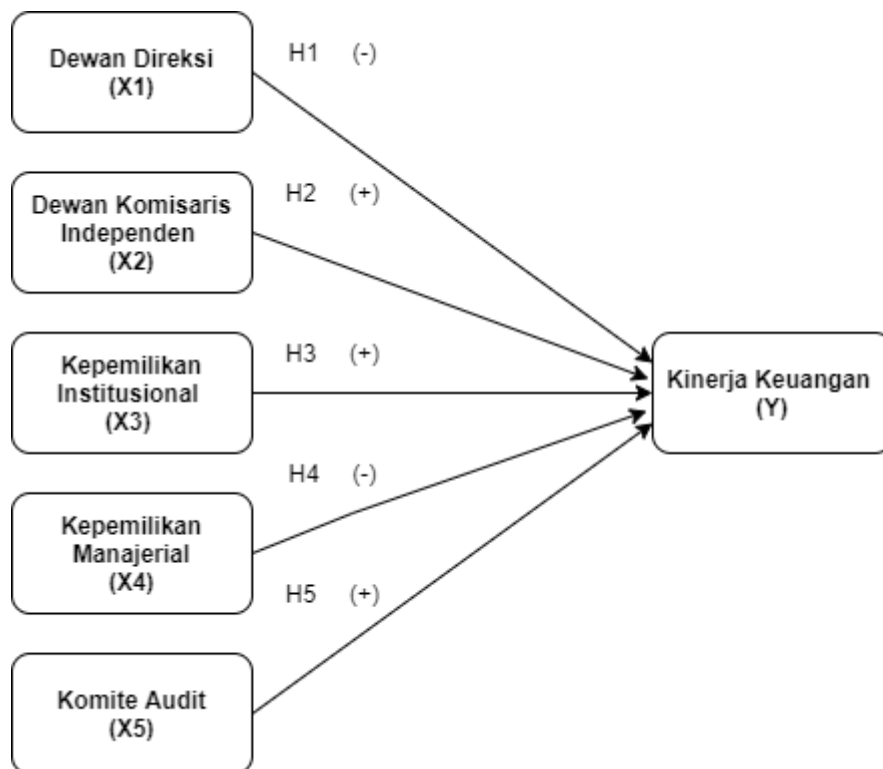 Dewan Direksi
(X1)
H1 (-)
Dewan Komisaris
Independen
(X2)
H2 (+)
Kepemilikan
Institusional
(X3)
H3 (+)
Kinerja Keuangan
(Y)
Kepemilikan
Manajerial
(X4)
H4 (-)
Komite Audit
(X5)
H5 (+)